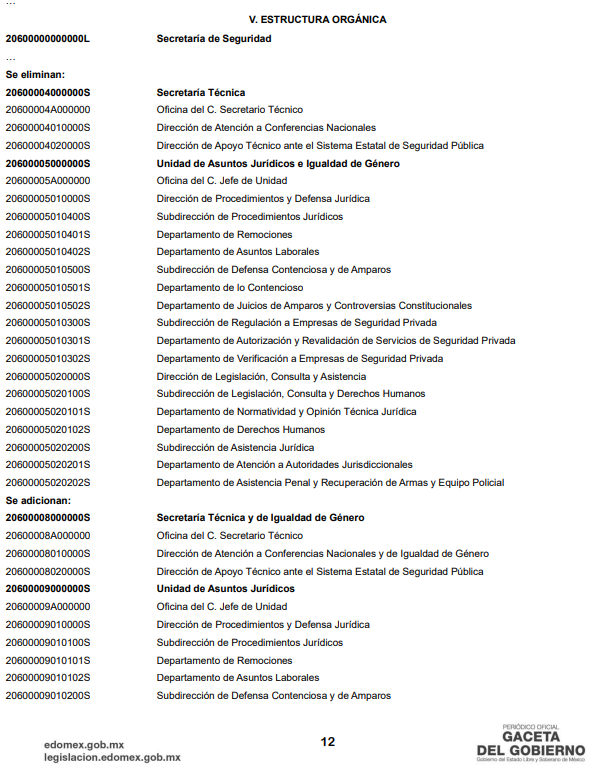 ...
V. ESTRUCTURA ORGÁNICA
20600000000000L Secretaría de Seguridad
...
Se eliminan:
20600004000000S Secretaría Técnica
20600004A000000 Oficina del C. Secretario Técnico
20600004010000S Dirección de Atención a Conferencias Nacionales
20600004020000S Dirección de Apoyo Técnico ante el Sistema Estatal de Seguridad Pública
20600005000000S Unidad de Asuntos Jurídicos e Igualdad de Género
20600005A000000 Oficina del C. Jefe de Unidad
20600005010000S Dirección de Procedimientos y Defensa Jurídica
20600005010400S Subdirección de Procedimientos Jurídicos
20600005010401S Departamento de Remociones
20600005010402S Departamento de Asuntos Laborales
20600005010500S Subdirección de Defensa Contenciosa y de Amparos
20600005010501S Departamento de lo Contencioso
20600005010502S Departamento de Juicios de Amparos y Controversias Constitucionales
20600005010300S Subdirección de Regulación a Empresas de Seguridad Privada
20600005010301S Departamento de Autorización y Revalidación de Servicios de Seguridad Privada
20600005010302S Departamento de Verificación a Empresas de Seguridad Privada
20600005020000S Dirección de Legislación, Consulta y Asistencia
20600005020100S Subdirección de Legislación, Consulta y Derechos Humanos
20600005020101S Departamento de Normatividad y Opinión Técnica Jurídica
20600005020102S Departamento de Derechos Humanos
20600005020200S Subdirección de Asistencia Jurídica
20600005020201S Departamento de Atención a Autoridades Jurisdiccionales
20600005020202S Departamento de Asistencia Penal y Recuperación de Armas y Equipo Policial
Se adicionan:
20600008000000S Secretaría Técnica y de Igualdad de Género
20600008A000000 Oficina del C. Secretario Técnico
20600008010000S Dirección de Atención a Conferencias Nacionales y de Igualdad de Género
20600008020000S Dirección de Apoyo Técnico ante el Sistema Estatal de Seguridad Pública
20600009000000S Unidad de Asuntos Jurídicos
20600009A000000 Oficina del C. Jefe de Unidad
20600009010000S Dirección de Procedimientos y Defensa Jurídica
20600009010100S Subdirección de Procedimientos Jurídicos
20600009010101S Departamento de Remociones
20600009010102S Departamento de Asuntos Laborales
20600009010200S Subdirección de Defensa Contenciosa y de Amparos
edomex.gob.mx
legislacion.edomex.gob.mx
12
PERIÓDICO OFICIAL
GACETA
DEL GOBIERNO
Gobierno del Estado Libre y Soberano de México